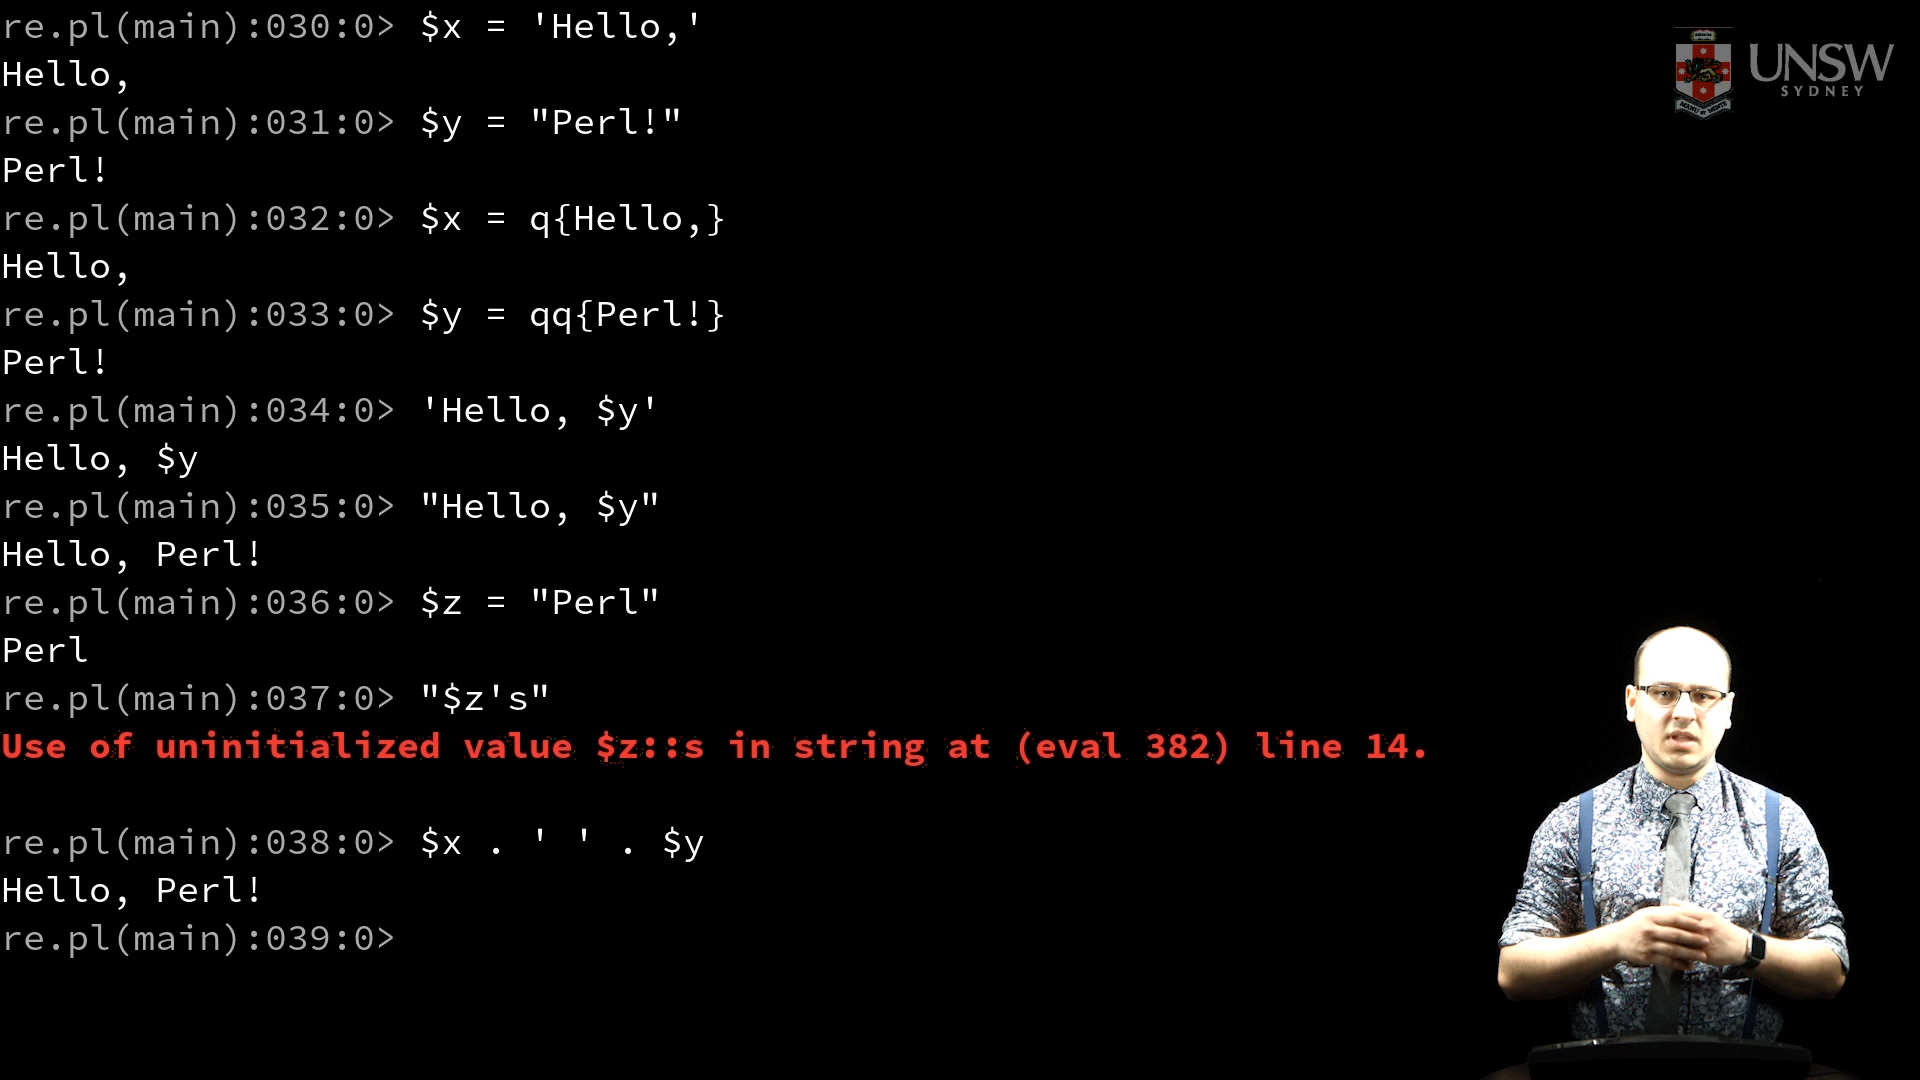 re.pl(main):030:0> $x = 'Hello,'
Hello,
re.pl(main):031:0> $y = "Perl!"
Perl!
re.pl(main):032:0> $x = q{Hello,}
Hello,
re.pl(main):033:0> $y = qq{Perl!}
Perl!
re.pl(main):034:0> 'Hello, $y'
Hello, $y
re.pl(main):035:0> "Hello, $y"
Hello, Perl!
re.pl(main):036:0> $z = "Perl"
Perl
re.pl(main):037:0> "$z's"
Use of uninitialized value $z::s in string at (eval 382) line 14.
re.pl(main):038:0> $x . ' ' . $y
Hello, Perl!
re.pl(main):039:0>
UNSW
SYDNEY